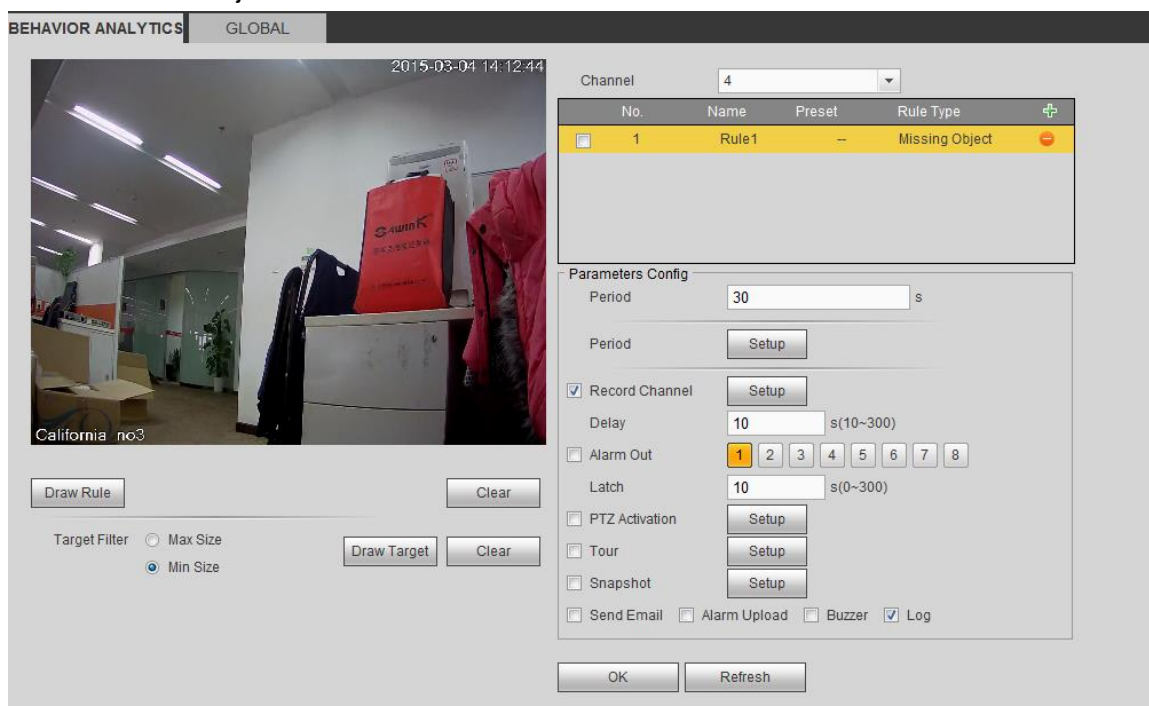 BEHAVIOR ANALYTICS GLOBAL
2015-03-04 14:12:44
SAWINK
California no3
Draw Rule Clear
Target Filter Max Size
Min Size
Draw Target Clear
Channel 4
No. Name Preset Rule Type
1 Rule1 -- Missing Object
Parameters Config
Period 30 s
Period Setup
Record Channel Setup
Delay 10 s(10~300)
Alarm Out 1 2 3 4 5 6 7 8
Latch 10 s(0~300)
PTZ Activation Setup
Tour Setup
Snapshot Setup
Send Email Alarm Upload Buzzer Log
OK Refresh